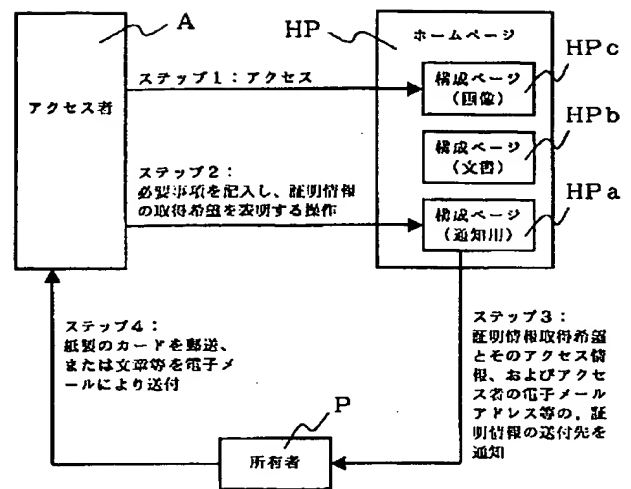 A
HP
ホームページ
HPc
ステップ1：アクセス
構成ページ
（画像）
アクセス者
HPb
構成ページ
（文書）
ステップ2：
必要事項を記入し、証明情報
の取得希望を表明する操作
HPa
構成ページ
（通知用）
ステップ4：
紙製のカードを郵送、
または文章等を電子メ
ールにより送付
ステップ3：
証明情報取得希望
とそのアクセス情
報、およびアクセ
ス者の電子メール
アドレス等の、証
明情報の送付先を
通知
P
所有者